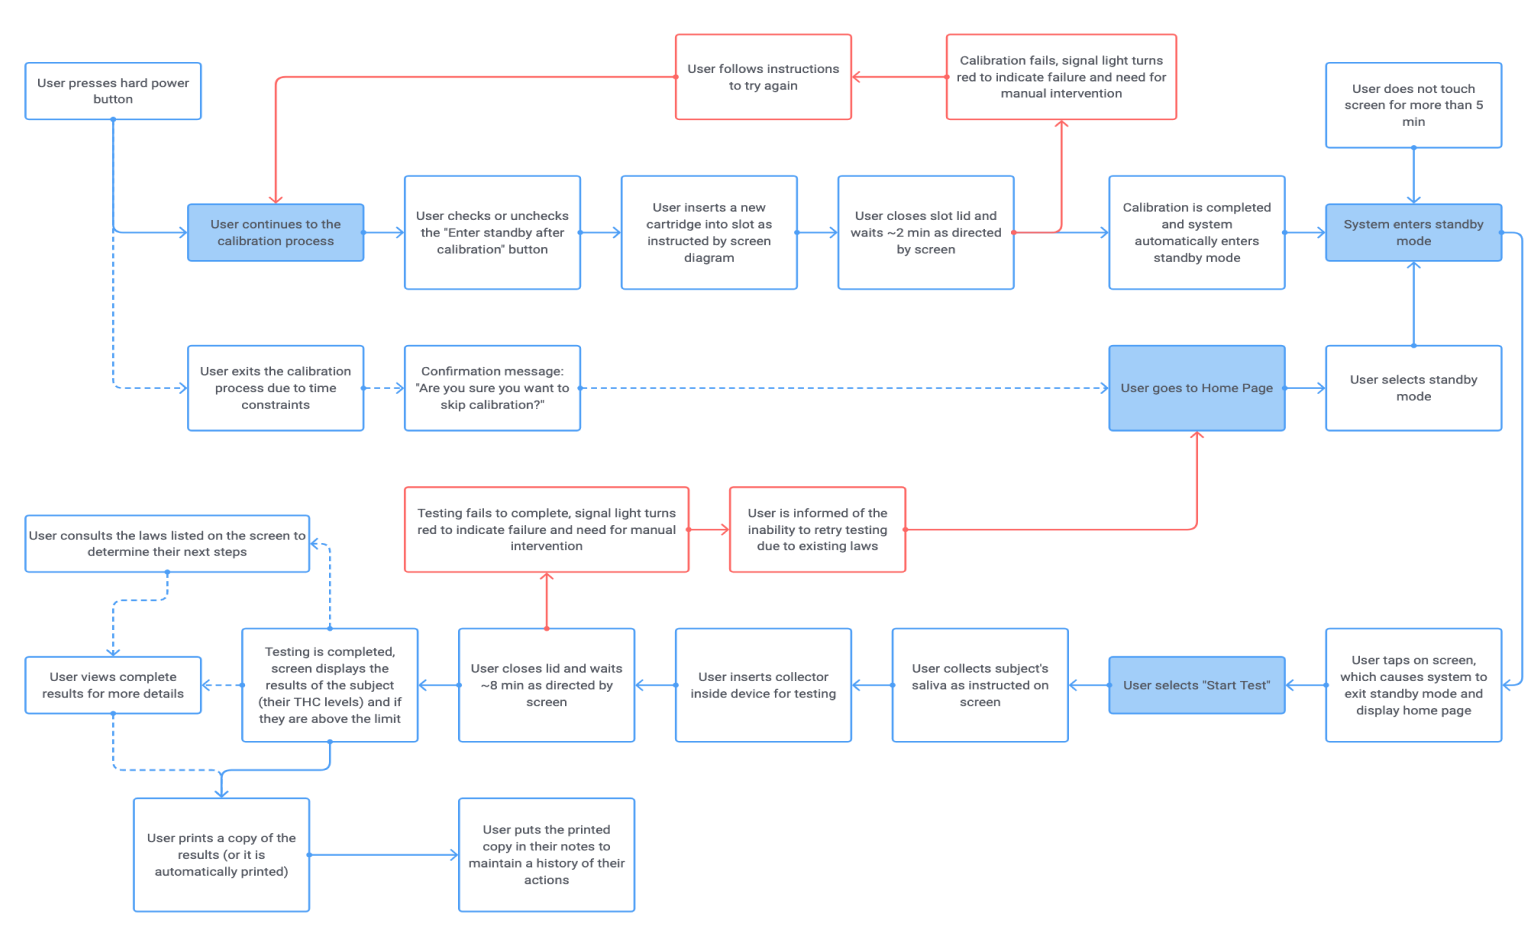 User presses hard power
button
User follows instructions
to try again
Calibration fails, signal light turns
red to indicate failure and need for
manual intervention
User does not touch
screen for more than 5
min
User continues to the
calibration process
User checks or unchecks
the "Enter standby after
calibration" button
User inserts a new
cartridge into slot as
instructed by screen
diagram
User closes slot lid and
waits ~2 min as directed
by screen
Calibration is completed
and system
automatically enters
standby mode
System enters standby
mode
User exits the calibration
process due to time
constraints
Confirmation message:
"Are you sure you want to
skip calibration?"
User goes to Home Page
User selects standby
mode
Testing fails to complete, signal light turns
red to indicate failure and need for manual
intervention
User is informed of the
inability to retry testing
due to existing laws
User consults the laws listed on the screen to
determine their next steps
User views complete
results for more details
Testing is completed,
screen displays the
results of the subject
(their THC levels) and if
they are above the limit
User closes lid and waits
~8 min as directed by
screen
User inserts collector
inside device for testing
User collects subject's
saliva as instructed on
screen
User selects "Start Test"
User taps on screen,
which causes system to
exit standby mode and
display home page
User prints a copy of the
results (or it is
automatically printed)
User puts the printed
copy in their notes to
maintain a history of their
actions